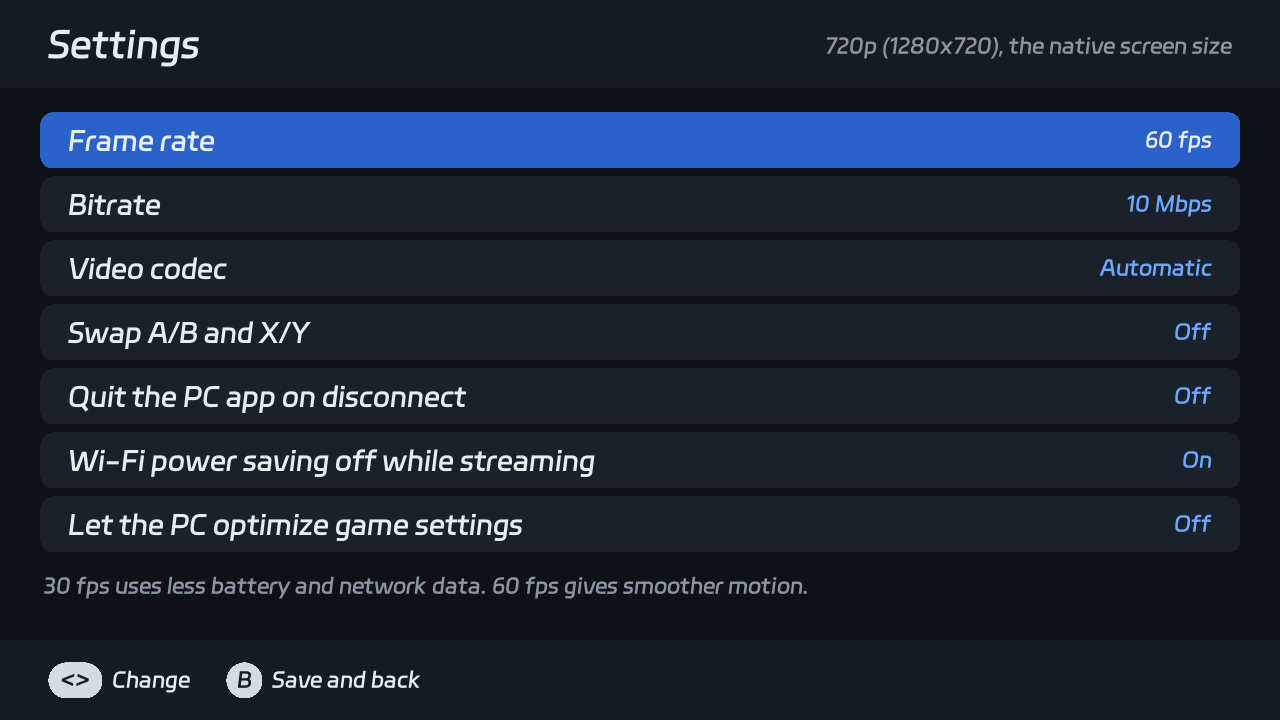 Settings
720p (1280x720), the native screen size
Frame rate
60 fps
Bitrate
10 Mbps
Video codec
Automatic
Swap A/B and X/Y
Off
Quit the PC app on disconnect
Off
Wi-Fi power saving off while streaming
On
Let the PC optimize game settings
Off
30 fps uses less battery and network data. 60 fps gives smoother motion.
<> Change
B Save and back